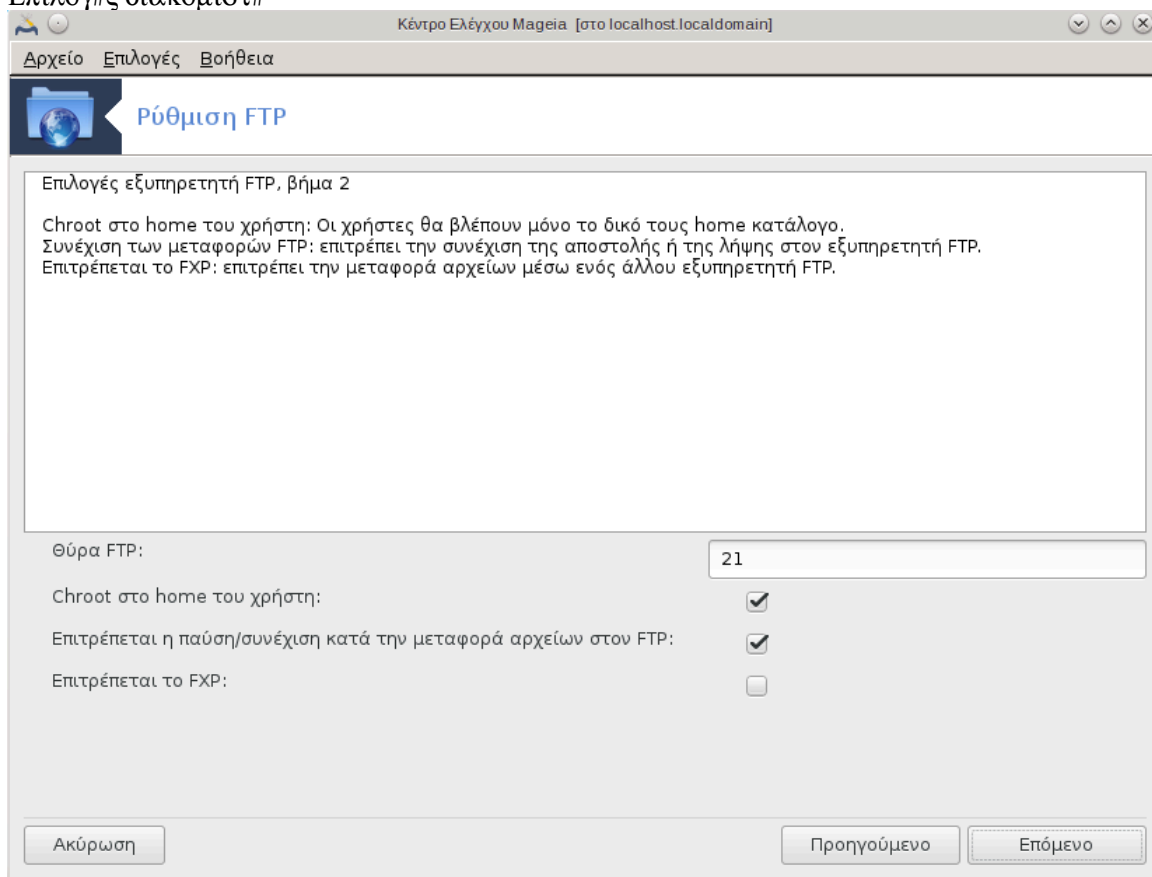 Κέντρο Ελέγχου Mageia [στο localhost.localdomain]
Αρχείο Επιλογές Βοήθεια
Ρύθμιση FTP
Επιλογές εξυπηρετητή FTP, βήμα 2
Chroot στο home του χρήστη: Οι χρήστες θα βλέπουν μόνο το δικό τους home κατάλογο.
Συνέχιση των μεταφορών FTP: επιτρέπει την συνέχιση της αποστολής ή της λήψης στον εξυπηρετητή FTP.
Επιτρέπεται το FXP: επιτρέπει την μεταφορά αρχείων μέσω ενός άλλου εξυπηρετητή FTP.
Θύρα FTP: 21
Chroot στο home του χρήστη:
Επιτρέπεται η παύση/συνέχιση κατά την μεταφορά αρχείων στον FTP:
Επιτρέπεται το FXP:
Ακύρωση Προηγούμενο Επόμενο